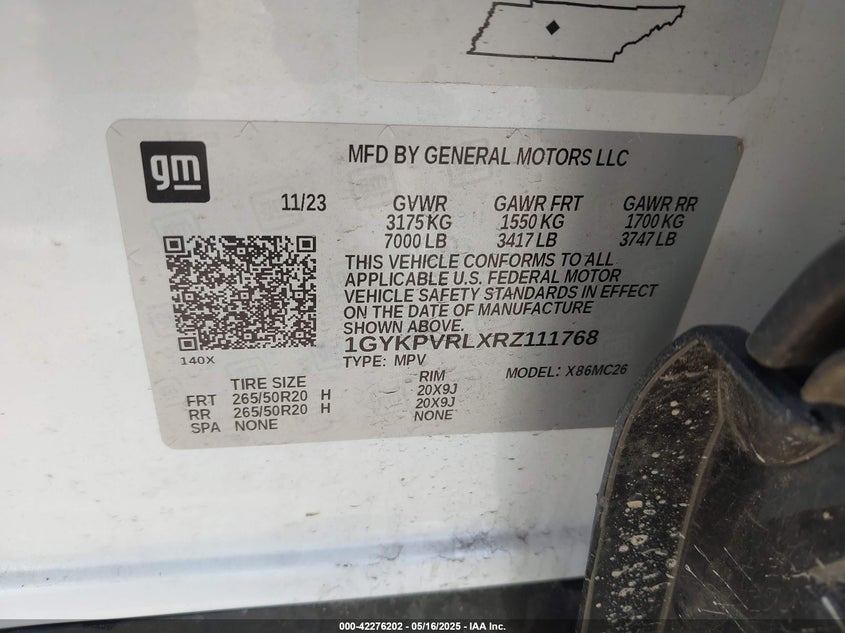 gm
MFD BY GENERAL MOTORS LLC
11/23 GVWR GAWR FRT GAWR RR
3175 KG 1550 KG 1700 KG
7000 LB 3417 LB 3747 LB
THIS VEHICLE CONFORMS TO ALL
APPLICABLE U.S. FEDERAL MOTOR
VEHICLE SAFETY STANDARDS IN EFFECT
ON THE DATE OF MANUFACTURE
SHOWN ABOVE.
1GYKPVRLXRZ111768
140X
TYPE: MPV MODEL: X86MC26
TIRE SIZE RIM
FRT 265/50R20 H 20X9J
RR 265/50R20 H 20X9J
SPA NONE NONE
000-42276202 - 05/16/2025 - IAA Inc.